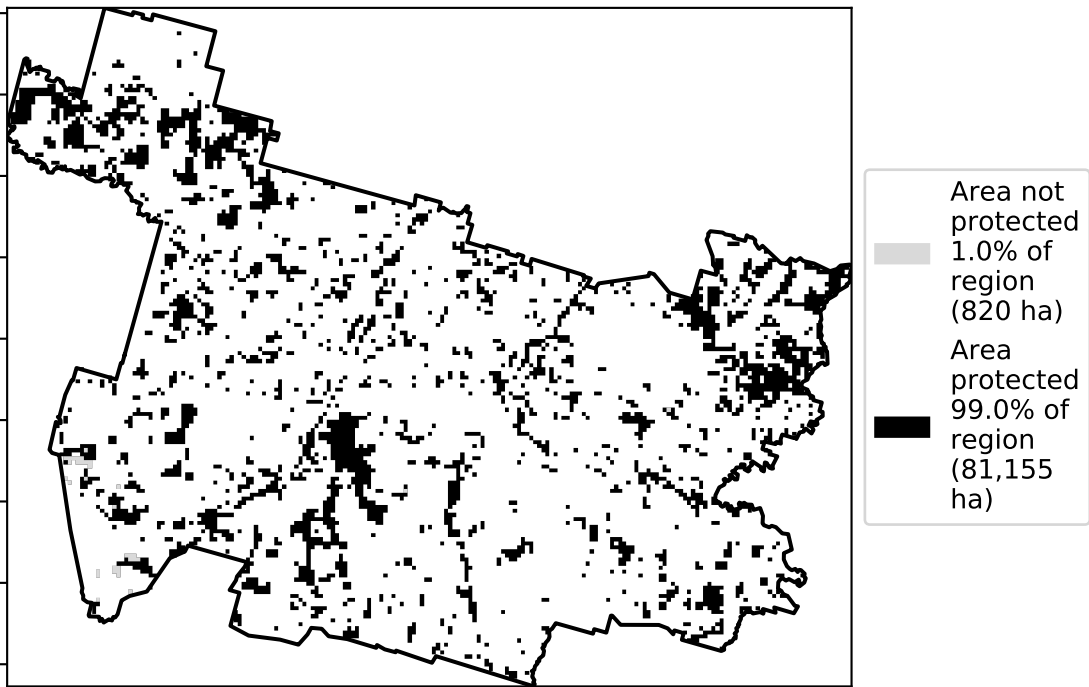 Area not
protected
1.0% of
region
(820 ha)
Area
protected
99.0% of
region
(81,155
ha)